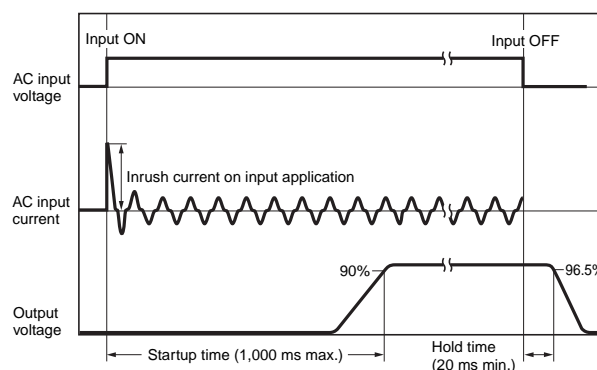 Input ON
Input OFF
AC input
voltage
Inrush current on input application
AC input
current
90%
96.5%
Output
voltage
Startup time (1,000 ms max.)
Hold time
(20 ms min.)